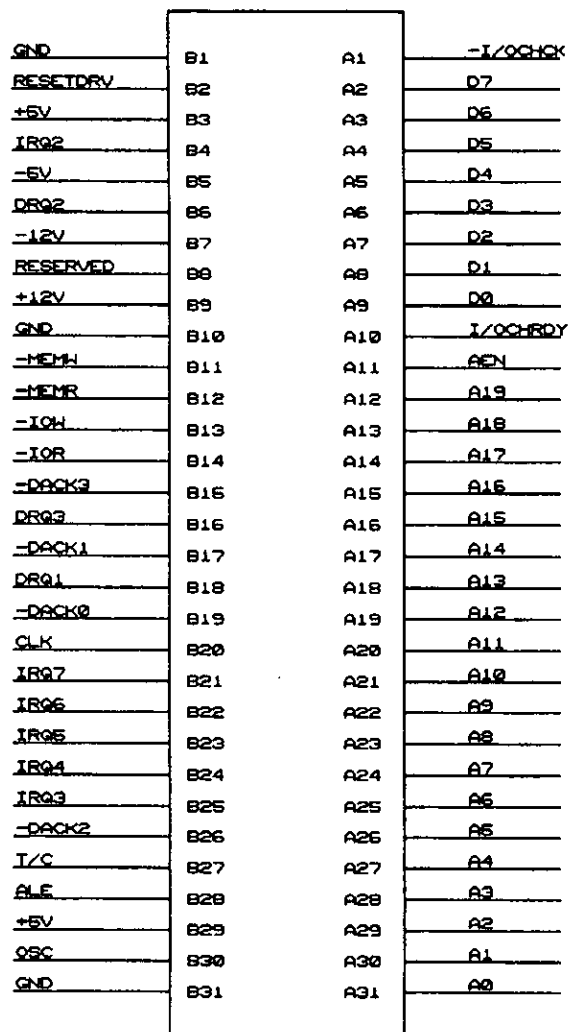 GND B1 A1 -I/OCHCK
RESETDRV B2 A2 D7
+5V B3 A3 D6
IRQ2 B4 A4 D5
-5V B5 A5 D4
DRQ2 B6 A6 D3
-12V B7 A7 D2
RESERVED B8 A8 D1
+12V B9 A9 D0
GND B10 A10 I/OCHRDY
-MEMW B11 A11 AEN
-MEMR B12 A12 A19
-IOW B13 A13 A18
-IOR B14 A14 A17
-DACK3 B15 A15 A16
DRQ3 B16 A16 A15
-DACK1 B17 A17 A14
DRQ1 B18 A18 A13
-DACK0 B19 A19 A12
CLK B20 A20 A11
IRQ7 B21 A21 A10
IRQ6 B22 A22 A9
IRQ5 B23 A23 A8
IRQ4 B24 A24 A7
IRQ3 B25 A25 A6
-DACK2 B26 A26 A5
T/C B27 A27 A4
ALE B28 A28 A3
+5V B29 A29 A2
OSC B30 A30 A1
GND B31 A31 A0